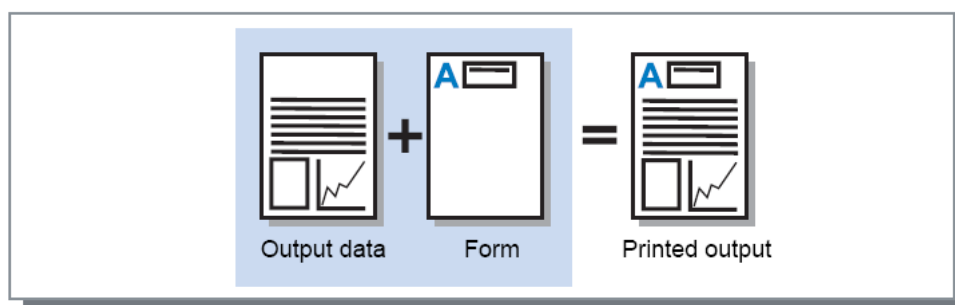 A
+
A
=
A
Output data
Form
Printed output